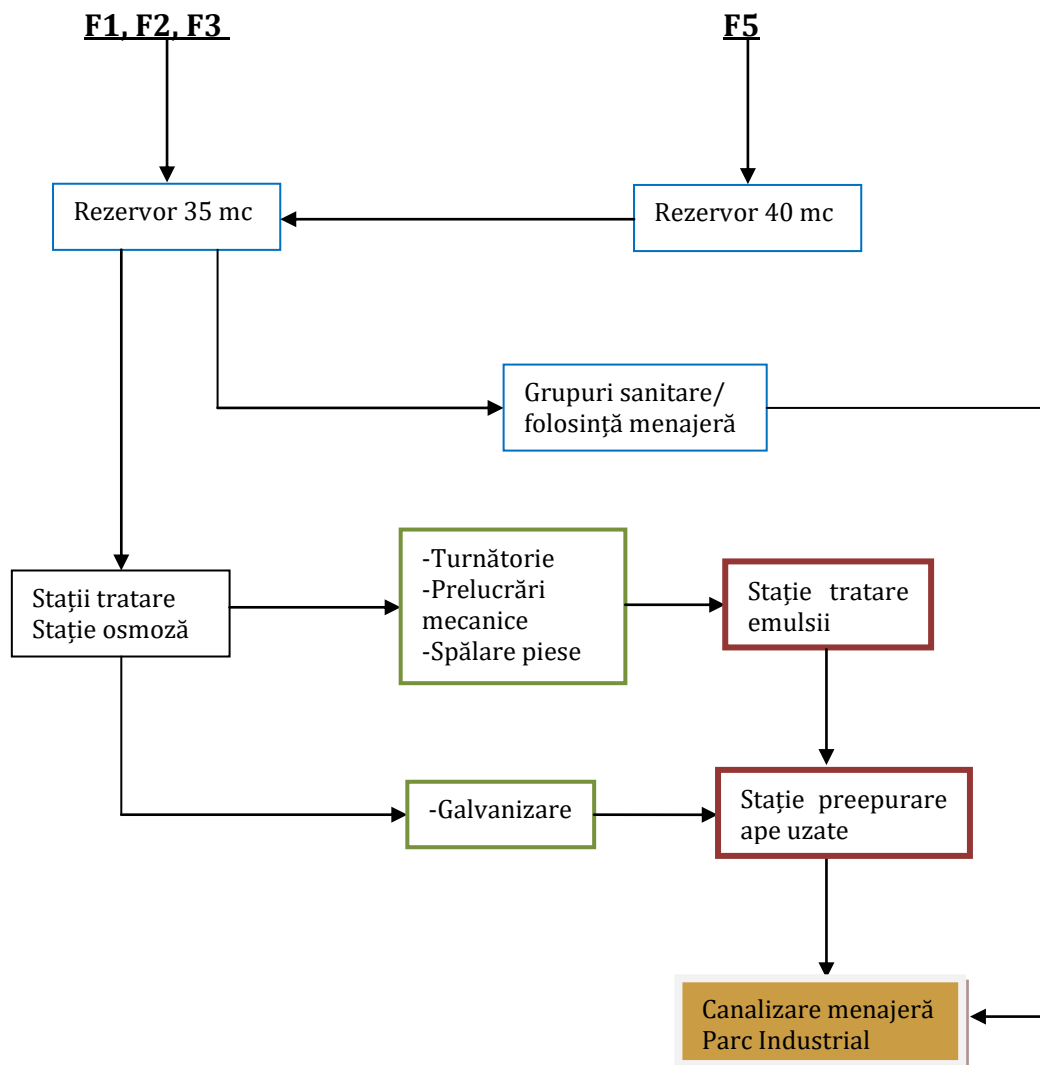 F1, F2, F3
F5
Rezervor 35 mc
Rezervor 40 mc
Grupuri sanitare/
folosință menajeră
-Turnătorie
-Prelucrări
mecanice
-Spălare piese
Stație tratare
emulsii
Stații tratare
Stație osmoză
-Galvanizare
Stație preepurare
ape uzate
Canalizare menajeră
Parc Industrial